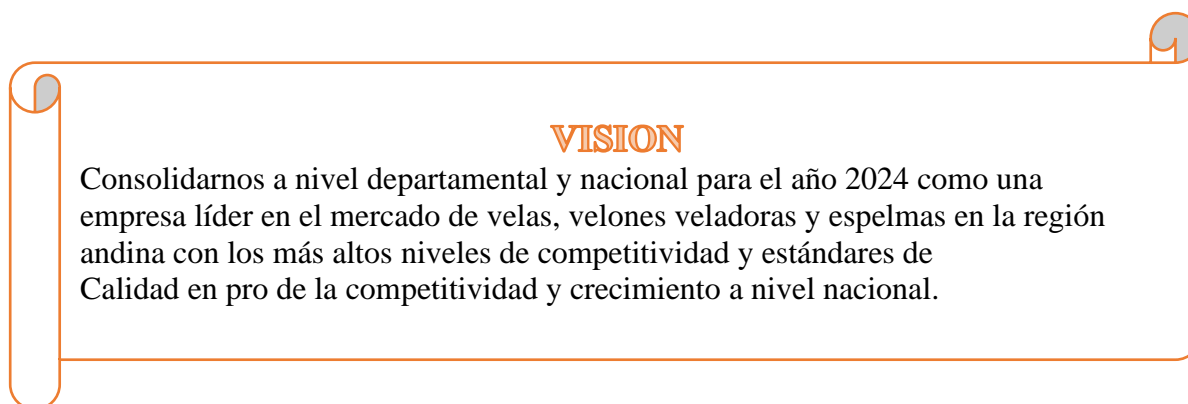 VISION
Consolidarnos a nivel departamental y nacional para el año 2024 como una
empresa líder en el mercado de velas, velones veladoras y espelmas en la región
andina con los más altos niveles de competitividad y estándares de
Calidad en pro de la competitividad y crecimiento a nivel nacional.